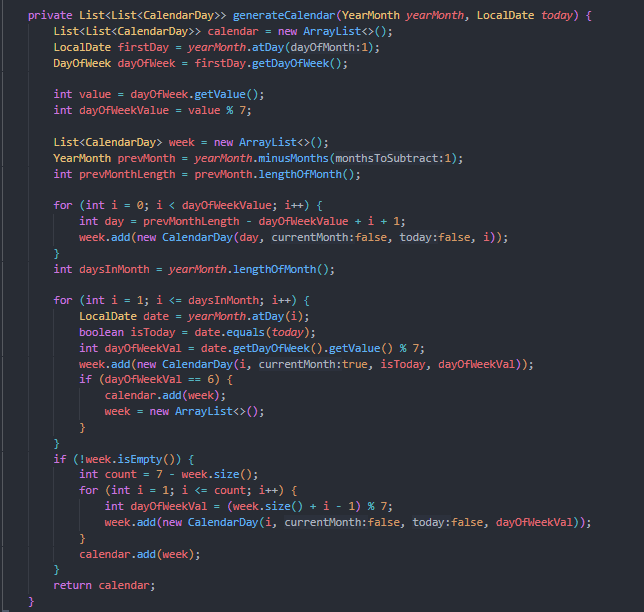 private List<List<CalendarDay>> generateCalendar(YearMonth yearMonth, LocalDate today) {
List<List<CalendarDay>> calendar = new ArrayList<>();
LocalDate firstDay = yearMonth.atDay(dayOfMonth:1);
DayOfWeek dayOfWeek = firstDay.getDayOfWeek();
int value = dayOfWeek.getValue();
int dayOfWeekValue = value % 7;
List<CalendarDay> week = new ArrayList<>();
YearMonth prevMonth = yearMonth.minusMonths(monthsToSubtract:1);
int prevMonthLength = prevMonth.lengthOfMonth();
for (int i = 0; i < dayOfWeekValue; i++) {
int day = prevMonthLength - dayOfWeekValue + i + 1;
week.add(new CalendarDay(day, currentMonth:false, today:false, i));
}
int daysInMonth = yearMonth.lengthOfMonth();
for (int i = 1; i <= daysInMonth; i++) {
LocalDate date = yearMonth.atDay(i);
boolean isToday = date.equals(today);
int dayOfWeekVal = date.getDayOfWeek().getValue() % 7;
week.add(new CalendarDay(i, currentMonth:true, isToday, dayOfWeekVal));
if (dayOfWeekVal == 6) {
calendar.add(week);
week = new ArrayList<>();
}
}
if (!week.isEmpty()) {
int count = 7 - week.size();
for (int i = 1; i <= count; i++) {
int dayOfWeekVal = (week.size() + i - 1) % 7;
week.add(new CalendarDay(i, currentMonth:false, today:false, dayOfWeekVal));
}
calendar.add(week);
}
return calendar;
}